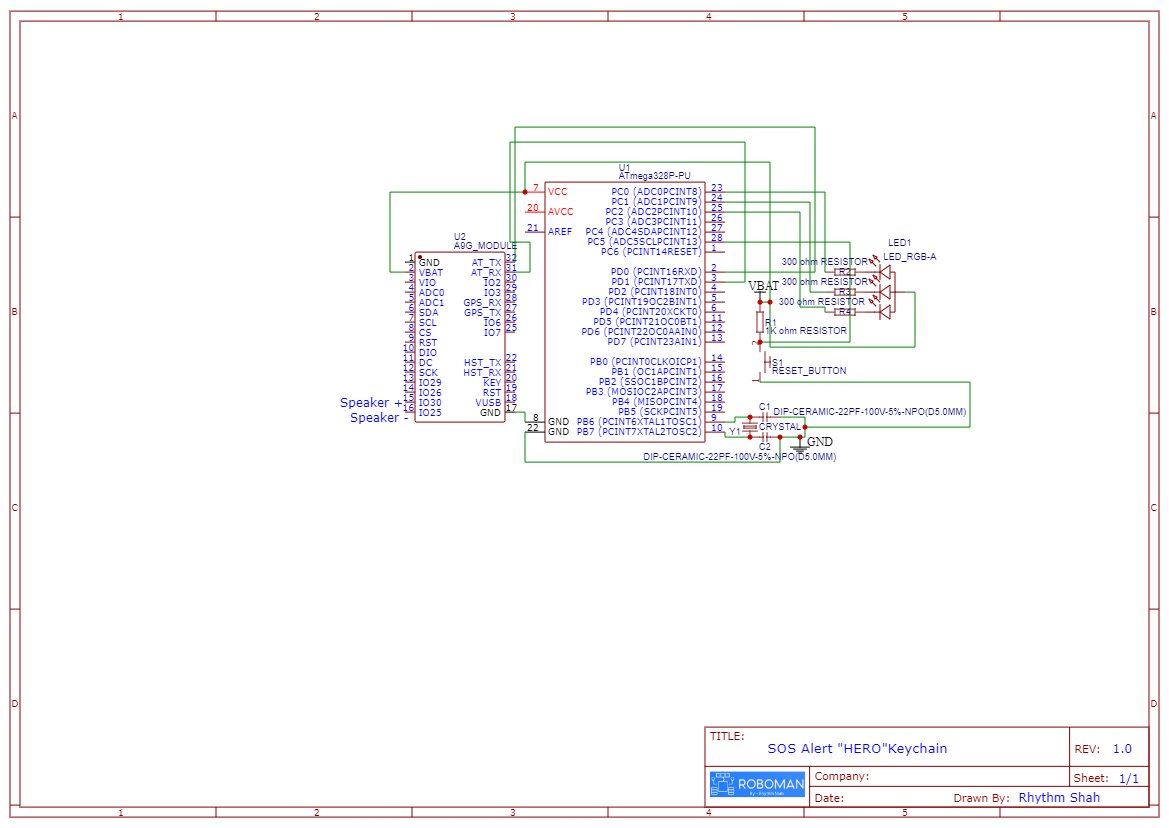 1 2 3 4 5
A A
B B
C C
D D
1 2 3 4 5
U1
ATmega328P-PU
7 VCC
20 AVCC
21 AREF
8 GND
22 GND
PC0 (ADC0PCINT8) 23
PC1 (ADC1PCINT9) 24
PC2 (ADC2PCINT10) 25
PC3 (ADC3PCINT11) 26
PC4 (ADC4SDAPCINT12) 27
PC5 (ADC5SCLPCINT13) 28
PC6 (PCINT14RESET) 1
PD0 (PCINT16RXD) 2
PD1 (PCINT17TXD) 3
PD2 (PCINT18INT0) 4
PD3 (PCINT19OC2BINT1) 5
PD4 (PCINT20XCKT0) 6
PD5 (PCINT21OC0BT1) 11
PD6 (PCINT22OC0AAIN0) 12
PD7 (PCINT23AIN1) 13
PB0 (PCINT0CLKOICP1) 14
PB1 (OC1APCINT1) 15
PB2 (SSOC1BPCINT2) 16
PB3 (MOSIOC2APCINT3) 17
PB4 (MISOPCINT4) 18
PB5 (SCKPCINT5) 19
PB6 (PCINT6XTAL1TOSC1) 9
PB7 (PCINT7XTAL2TOSC2) 10
U2
A9G_MODULE
1 GND
2 VBAT
3 VIO
4 ADC0
5 ADC1
6 SDA
7 SCL
8 CS
9 RST
10 DIO
11 DC
12 SCK
13 IO29
14 IO26
15 IO30
16 IO25
AT_TX 32
AT_RX 31
IO2 30
IO3 29
GPS_RX 28
GPS_TX 27
IO6 26
IO7 25
HST_TX 22
HST_RX 21
KEY 20
RST 19
VUSB 18
GND 17
Speaker +
Speaker -
LED1
LED_RGB-A
300 ohm RESISTOR
R2
300 ohm RESISTOR
R3
300 ohm RESISTOR
R4
VBAT
R1
1K ohm RESISTOR
2
S1
RESET_BUTTON
1
C1
DIP-CERAMIC-22PF-100V-5%-NPO(D5.0MM)
Y1 CRYSTAL
C2
GND
DIP-CERAMIC-22PF-100V-5%-NPO(D5.0MM)
TITLE:
SOS Alert "HERO"Keychain
REV: 1.0
ROBOMAN
Company:
Sheet: 1/1
Date:
Drawn By: Rhythm Shah